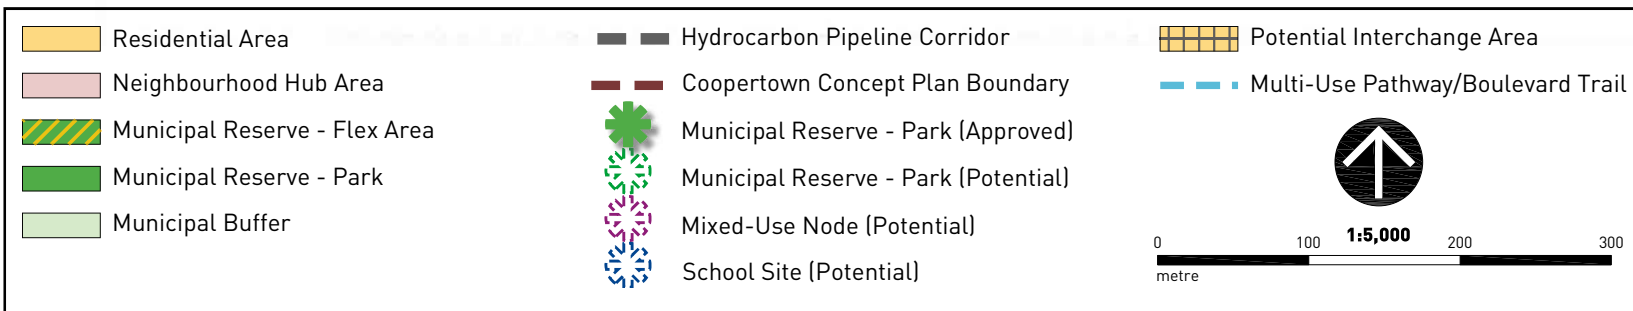 Residential Area
Neighbourhood Hub Area
Municipal Reserve - Flex Area
Municipal Reserve - Park
Municipal Buffer
Hydrocarbon Pipeline Corridor
Coopertown Concept Plan Boundary
Municipal Reserve - Park (Approved)
Municipal Reserve - Park (Potential)
Mixed-Use Node (Potential)
School Site (Potential)
Potential Interchange Area
Multi-Use Pathway/Boulevard Trail
1:5,000
0 100 200 300
metre